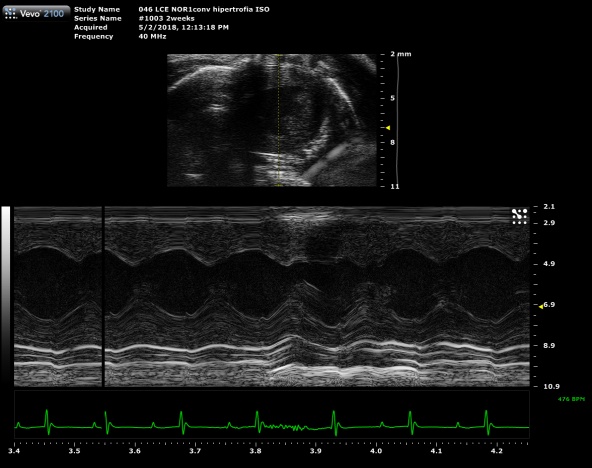 Vevo 2100
Study Name 046 LCE NOR1conv hipertrofia ISO
Series Name #1003 2weeks
Acquired 5/2/2018, 12:13:18 PM
Frequency 40 MHz
2 mm
5
8
11
2.1
2.9
4.9
6.9
8.9
10.9
476 BPM
3.4 3.5 3.6 3.7 3.8 3.9 4.0 4.1 4.2